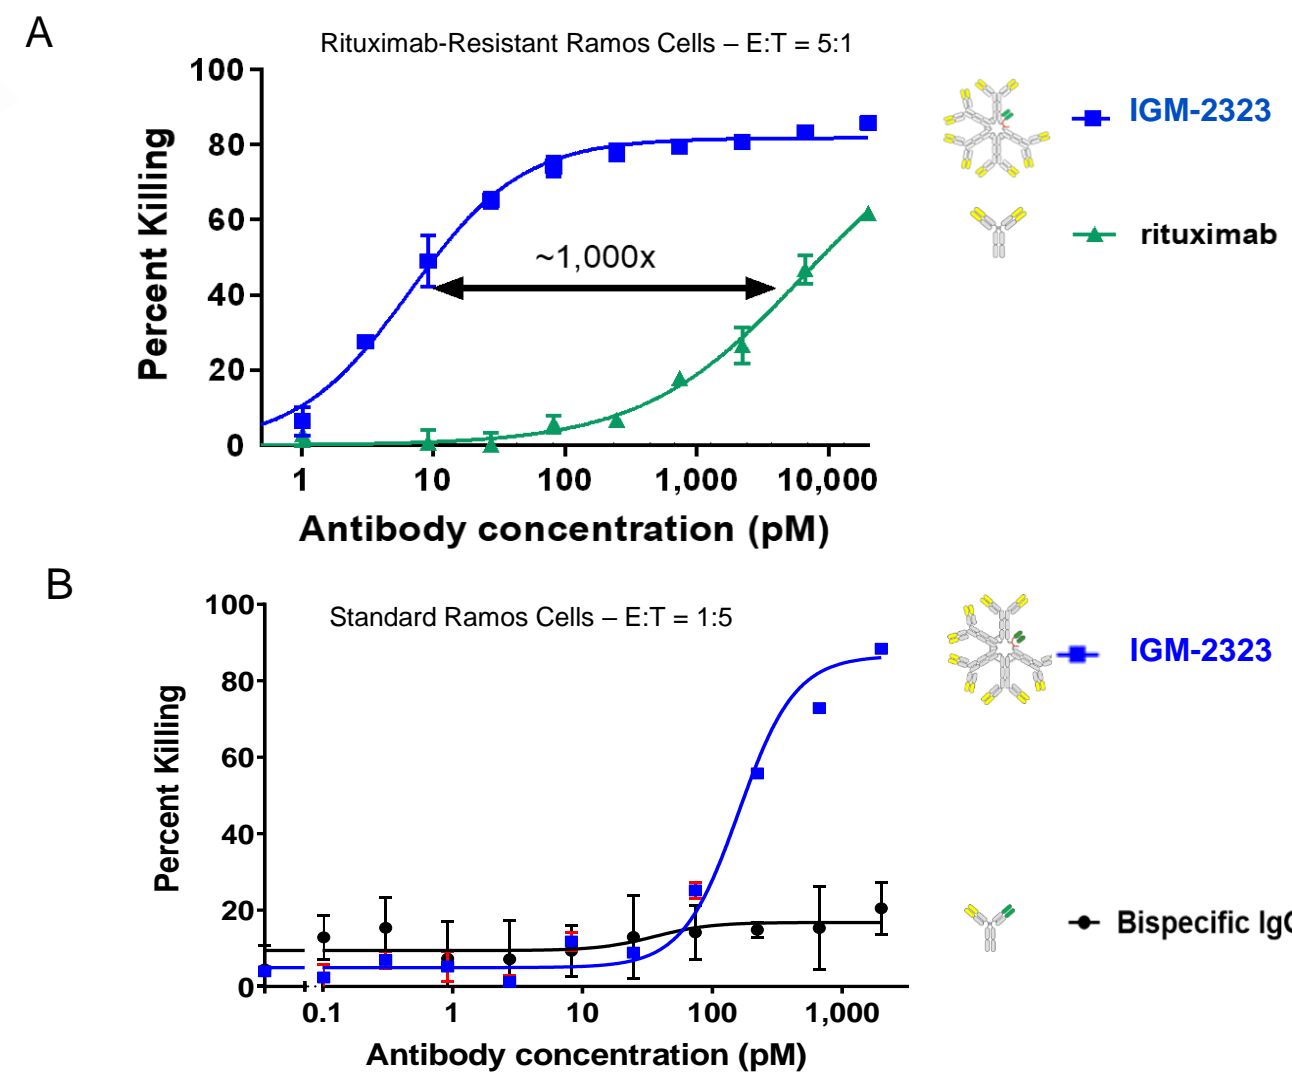 A
Rituximab-Resistant Ramos Cells – E:T = 5:1
100
80
60
40
20
0
Percent Killing
~1,000x
1
10
100
1,000
10,000
Antibody concentration (pM)
IGM-2323
rituximab
B
Standard Ramos Cells – E:T = 1:5
100
80
60
40
20
0
Percent Killing
0.1
1
10
100
1,000
Antibody concentration (pM)
IGM-2323
Bispecific